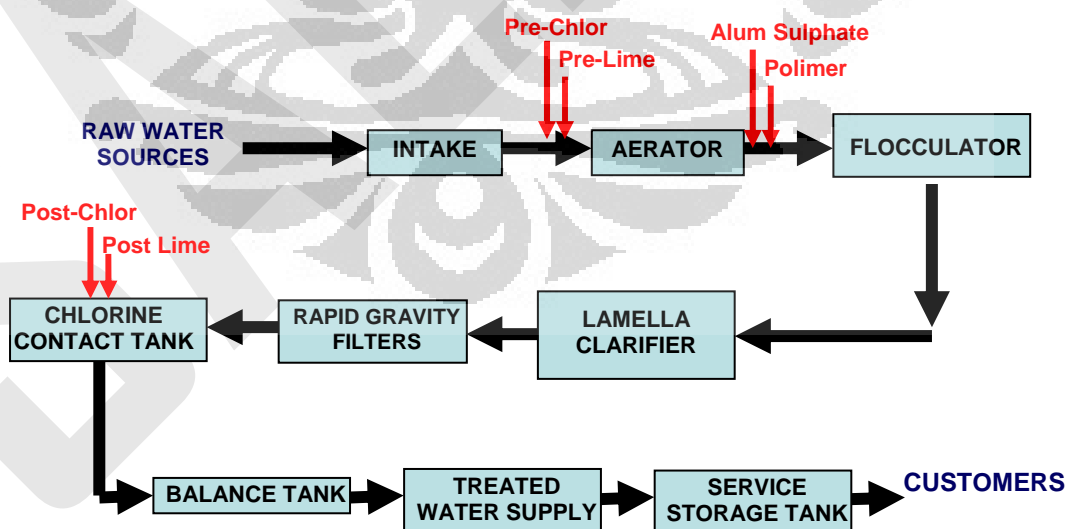 Pre-Chlor
Pre-Lime
Alum Sulphate
Polimer
RAW WATER
SOURCES
INTAKE
AERATOR
FLOCCULATOR
Post-Chlor
Post Lime
CHLORINE
CONTACT TANK
RAPID GRAVITY
FILTERS
LAMELLA
CLARIFIER
BALANCE TANK
TREATED
WATER SUPPLY
SERVICE
STORAGE TANK
CUSTOMERS